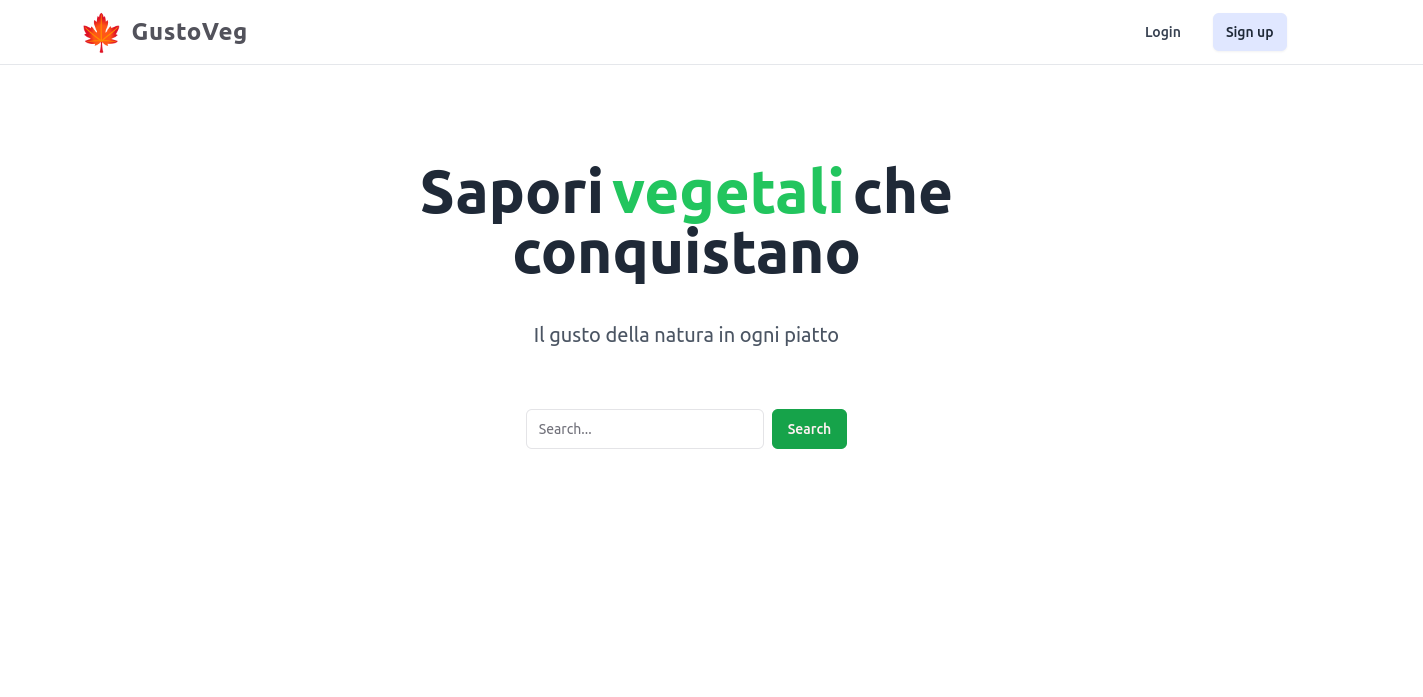 GustoVeg
Login
Sign up
Sapori vegetali che
conquistano
Il gusto della natura in ogni piatto
Search...
Search